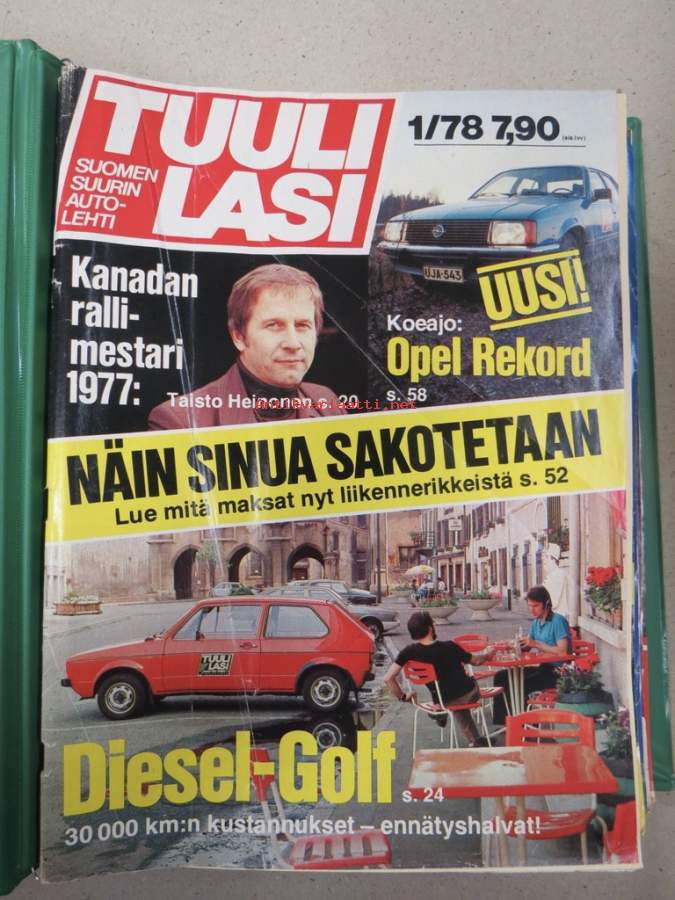 TUULI
LASI
SUOMEN
SUURIN
AUTO-
LEHTI
1/78 7,90
Kanadan
ralli-
mestari
1977:
Taisto Heinonen s. 20
UJA-543
UUSI!
Koeajo:
Opel Rekord
s. 58
NÄIN SINUA SAKOTETAAN
Lue mitä maksat nyt liikennerikkeistä s. 52
TUULI
LASI
Diesel-Golf
s. 24
30 000 km:n kustannukset – ennätyshalvat!